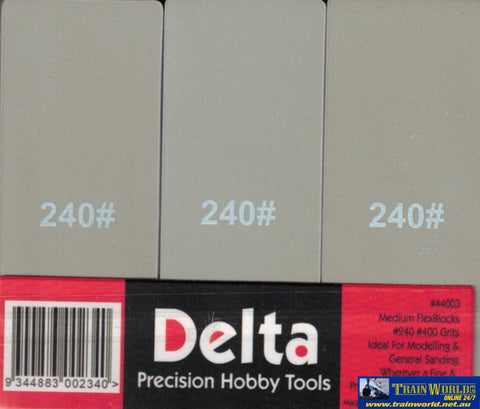 240# 240# 240#
Delta
Precision Hobby Tools
9 344883 002340 >
#44003
Medium FlexBlocks
#240 #400 Grits
Ideal For Modelling &
General Sanding.
Wherever a Fine &
TRAIN WORLD
ONLINE 24/7
www.trainworld.net.au